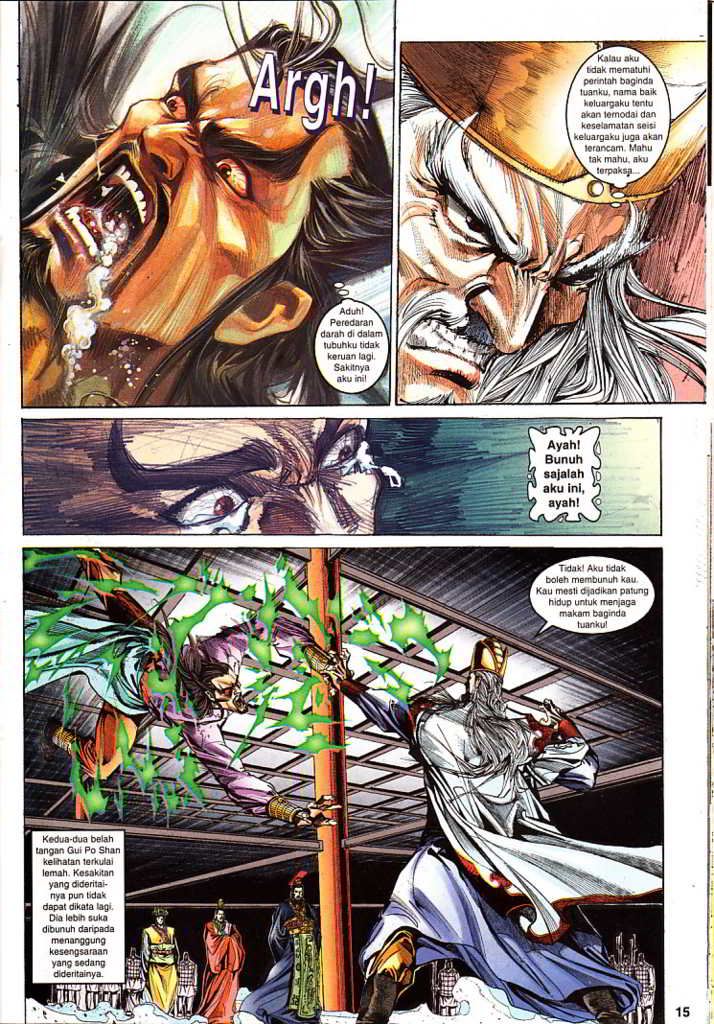 Argh!
Aduh!
Peredaran
darah di dalam
tubuhku tidak
keruan lagi.
Sakitnya
aku ini!
Kalau aku
tidak mematuhi
perintah baginda
tuanku, nama baik
keluargaku tentu
akan ternodai dan
keselamatan seisi
keluargaku juga akan
terancam. Mahu
tak mahu, aku
terpaksa...
Ayah!
Bunuh
sajalah
aku ini,
ayah!
Tidak! Aku tidak
boleh membunuh kau.
Kau mesti dijadikan patung
hidup untuk menjaga
makam baginda
tuanku!
Kedua-dua belah
tangan Gui Po Shan
kelihatan terkulai
lemah. Kesakitan
yang dideritai-
nya pun tidak
dapat dikata lagi.
Dia lebih suka
dibunuh daripada
menanggung
kesengsaraan
yang sedang
dideritainya.
15